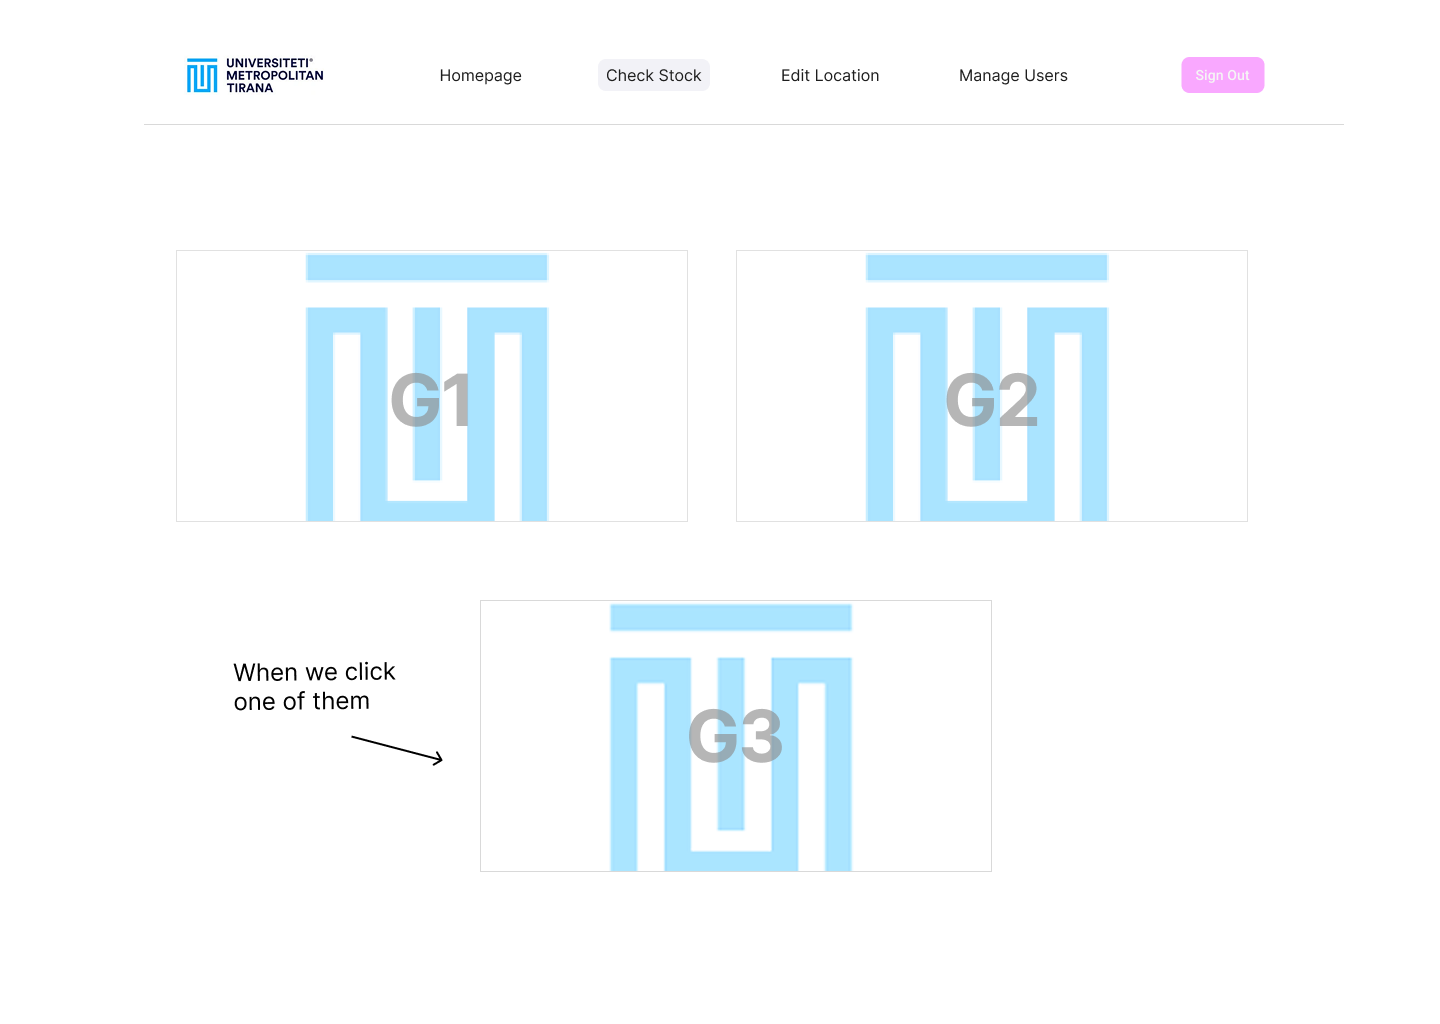 UNIVERSITETI®
METROPOLITAN
TIRANA
Homepage
Check Stock
Edit Location
Manage Users
Sign Out
G1
G2
When we click
one of them
G3